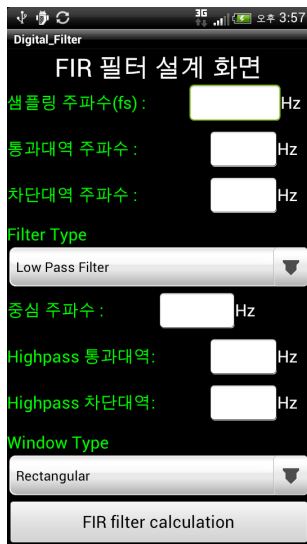 3G
오후 3:57
Digital_Filter
FIR 필터 설계 화면
샘플링 주파수(fs) : Hz
통과대역 주파수 : Hz
차단대역 주파수 : Hz
Filter Type
Low Pass Filter
중심 주파수 : Hz
Highpass 통과대역: Hz
Highpass 차단대역: Hz
Window Type
Rectangular
FIR filter calculation